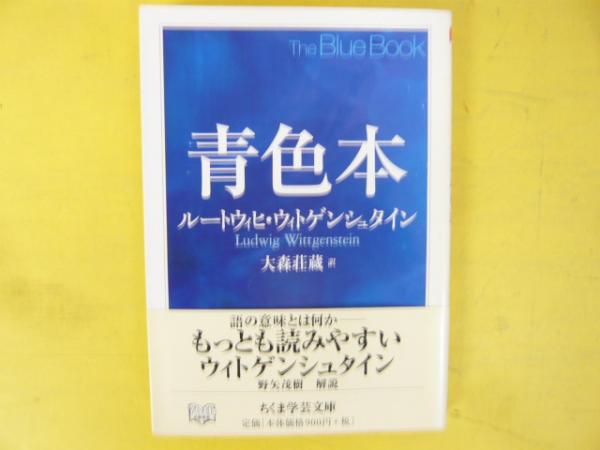 The Blue Book
青色本
ルートウィヒ・ウィトゲンシュタイン
Ludwig Wittgenstein
大森荘蔵 訳
語の意味とは何か――
もっとも読みやすい
ウィトゲンシュタイン
野矢茂樹 解説
ちくま学芸文庫
定価[本体価格900円+税]